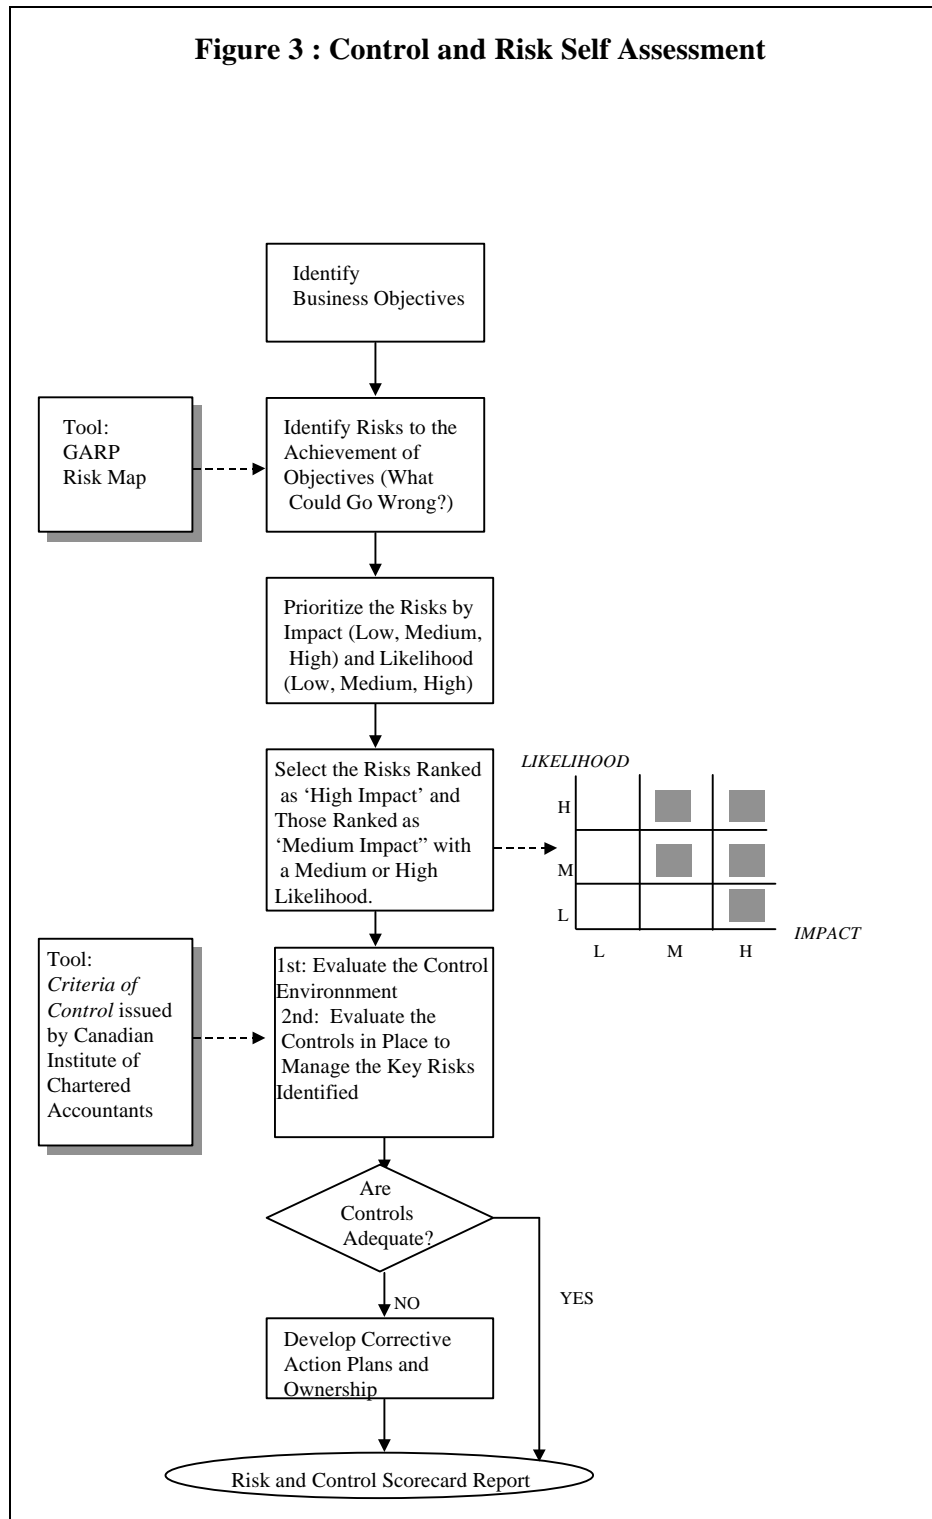 Figure 3 : Control and Risk Self Assessment
Identify
Business Objectives
Tool:
GARP
Risk Map
Identify Risks to the
Achievement of
Objectives (What
Could Go Wrong?)
Prioritize the Risks by
Impact (Low, Medium,
High) and Likelihood
(Low, Medium, High)
Select the Risks Ranked
as ‘High Impact’ and
Those Ranked as
‘Medium Impact” with
a Medium or High
Likelihood.
LIKELIHOOD
H
M
L
L M H
IMPACT
Tool:
Criteria of
Control issued
by Canadian
Institute of
Chartered
Accountants
1st: Evaluate the Control
Environnment
2nd: Evaluate the
Controls in Place to
Manage the Key Risks
Identified
Are
Controls
Adequate?
NO
YES
Develop Corrective
Action Plans and
Ownership
Risk and Control Scorecard Report